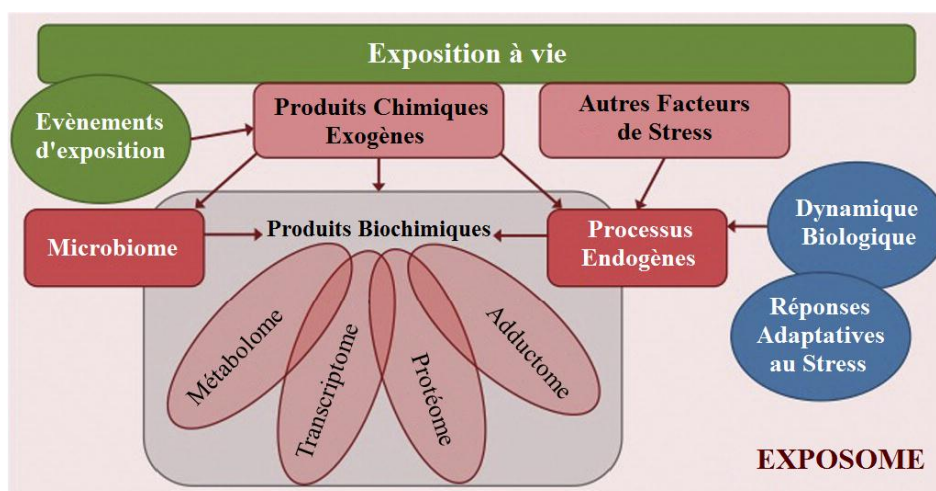 Exposition à vie
Produits Chimiques
Exogènes
Autres Facteurs
de Stress
Evènements
d'exposition
Microbiome
Produits Biochimiques
Processus
Endogènes
Dynamique
Biologique
Réponses
Adaptatives
au Stress
Métabolome
Transcriptome
Protéome
Adductome
EXPOSOME